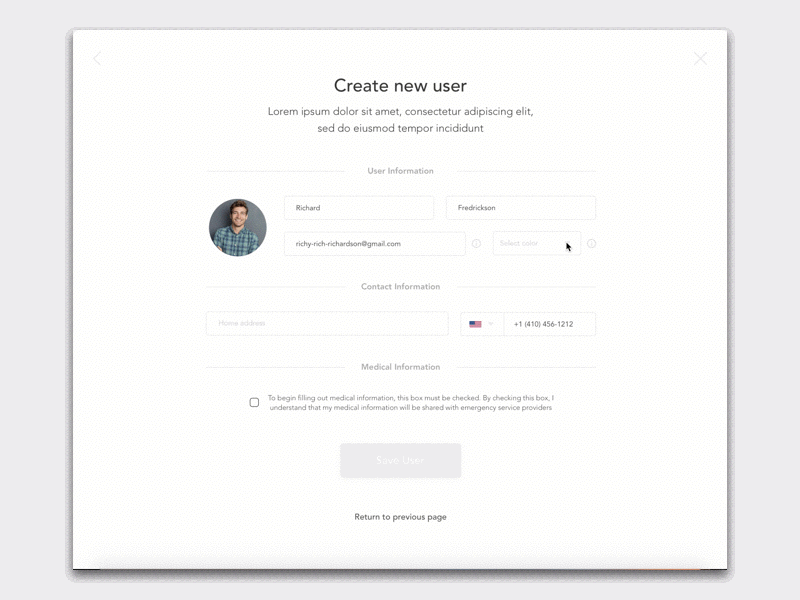 Create new user
Lorem ipsum dolor sit amet, consectetur adipiscing elit,
sed do eiusmod tempor incididunt
User Information
Richard
Fredrickson
richy-rich-richardson@gmail.com
Select color
Contact Information
Home address
+1 (410) 456-1212
Medical Information
To begin filling out medical information, this box must be checked. By checking this box, I
understand that my medical information will be shared with emergency service providers
Save User
Return to previous page